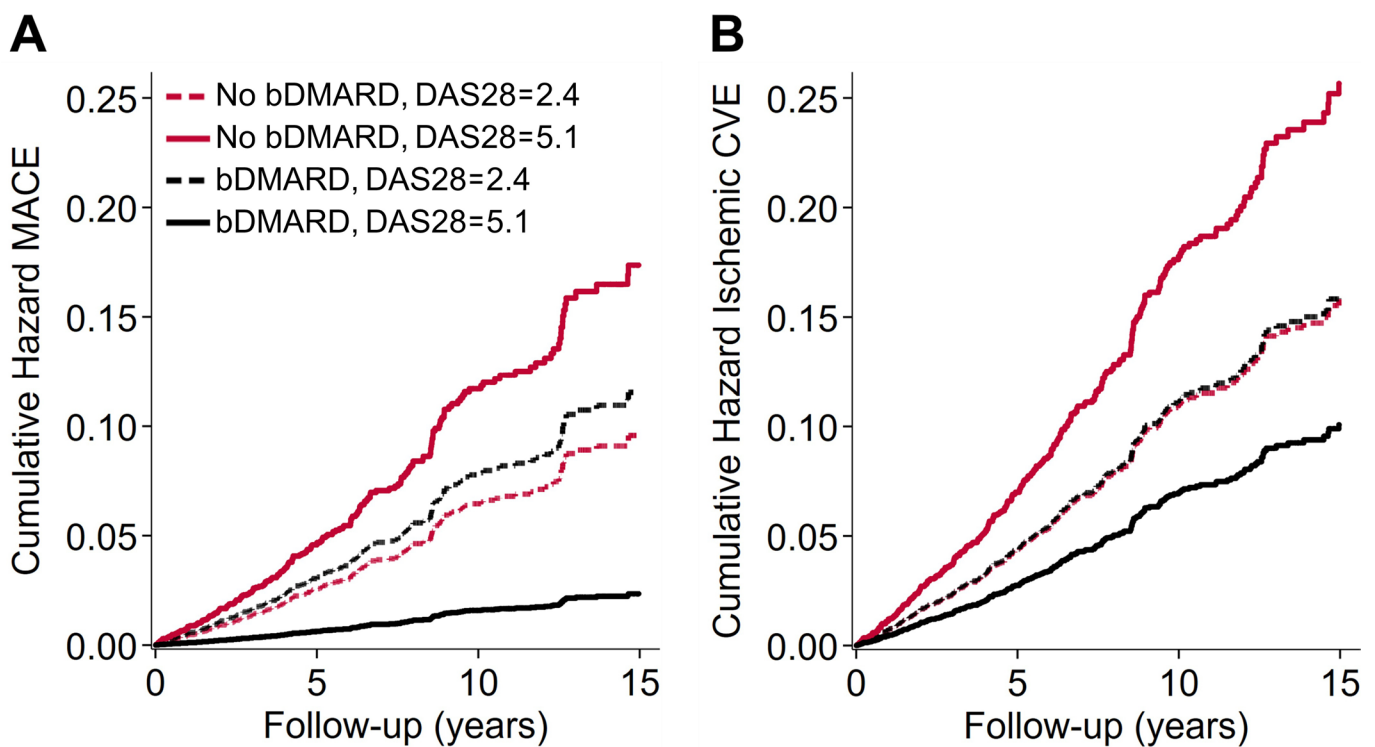 A
Cumulative Hazard MACE
0.25
0.20
0.15
0.10
0.05
0.00
No bDMARD, DAS28=2.4
No bDMARD, DAS28=5.1
bDMARD, DAS28=2.4
bDMARD, DAS28=5.1
0 5 10 15
Follow-up (years)
B
Cumulative Hazard Ischemic CVE
0.25
0.20
0.15
0.10
0.05
0.00
0 5 10 15
Follow-up (years)